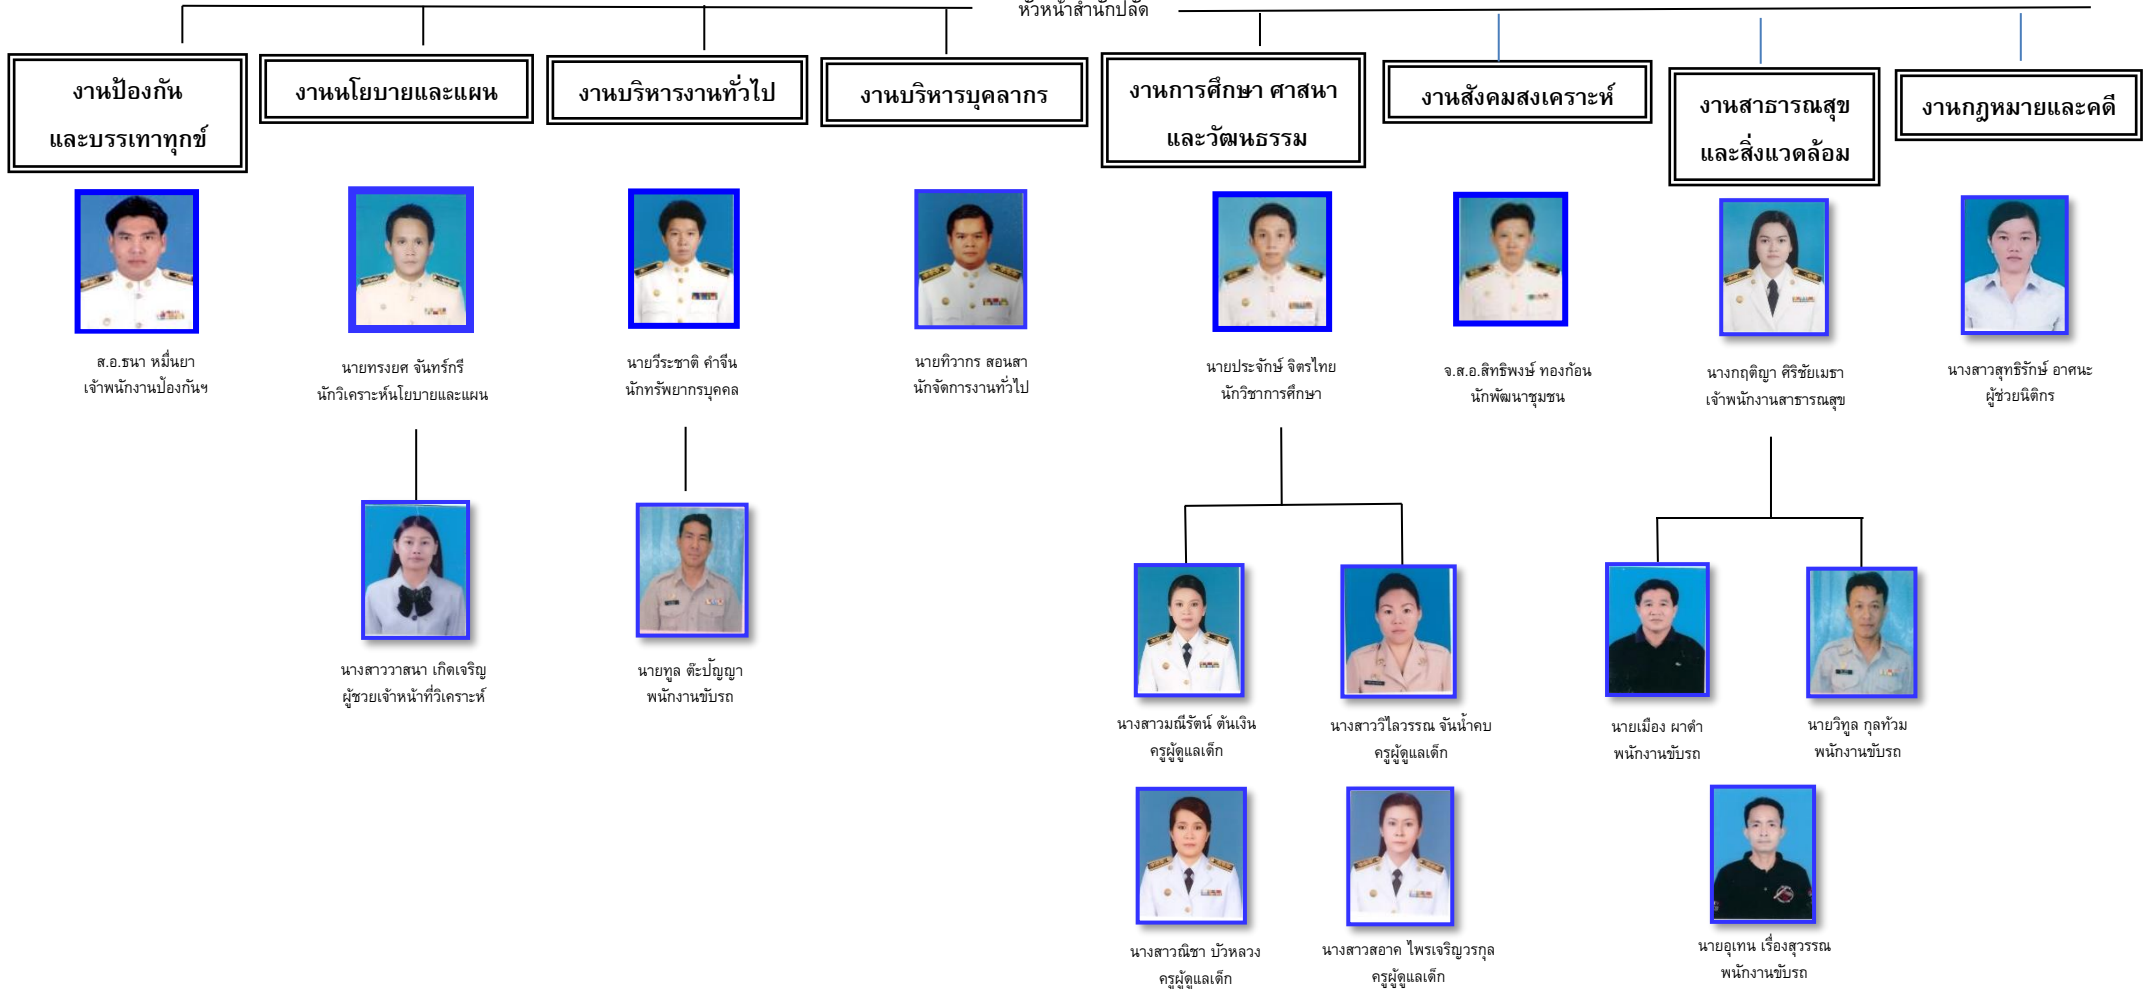 หัวหน้าสำนักปลัด
งานป้องกัน
และบรรเทาทุกข์
งานนโยบายและแผน
งานบริหารงานทั่วไป
งานบริหารบุคลากร
งานการศึกษา ศาสนา
และวัฒนธรรม
งานสังคมสงเคราะห์
งานสาธารณสุข
และสิ่งแวดล้อม
งานกฎหมายและคดี
ส.อ.ธนา หมื่นยา
เจ้าพนักงานป้องกันฯ
นายทรงยศ จันทร์กรี
นักวิเคราะห์นโยบายและแผน
นายวีระชาติ คำจีน
นักทรัพยากรบุคคล
นายทิวากร สอนสา
นักจัดการงานทั่วไป
นายประจักษ์ จิตรไทย
นักวิชาการศึกษา
จ.ส.อ.สิทธิพงษ์ ทองก้อน
นักพัฒนาชุมชน
นางกฤติญา ศิริชัยเมธา
เจ้าพนักงานสาธารณสุข
นางสาวสุทธิรักษ์ อาศนะ
ผู้ช่วยนิติกร
นางสาววาสนา เกิดเจริญ
ผู้ชวยเจ้าหน้าที่วิเคราะห์
นายทูล ต๊ะปัญญา
พนักงานขับรถ
นางสาวมณีรัตน์ ต้นเงิน
ครูผู้ดูแลเด็ก
นางสาววิไลวรรณ จันน้ำคบ
ครูผู้ดูแลเด็ก
นายเมือง ผาดำ
พนักงานขับรถ
นายวิทูล กุลท้วม
พนักงานขับรถ
นางสาวณิชา บัวหลวง
ครูผู้ดูแลเด็ก
นางสาวสอาค ไพรเจริญวรกุล
ครูผู้ดูแลเด็ก
นายอุเทน เรื่องสุวรรณ
พนักงานขับรถ